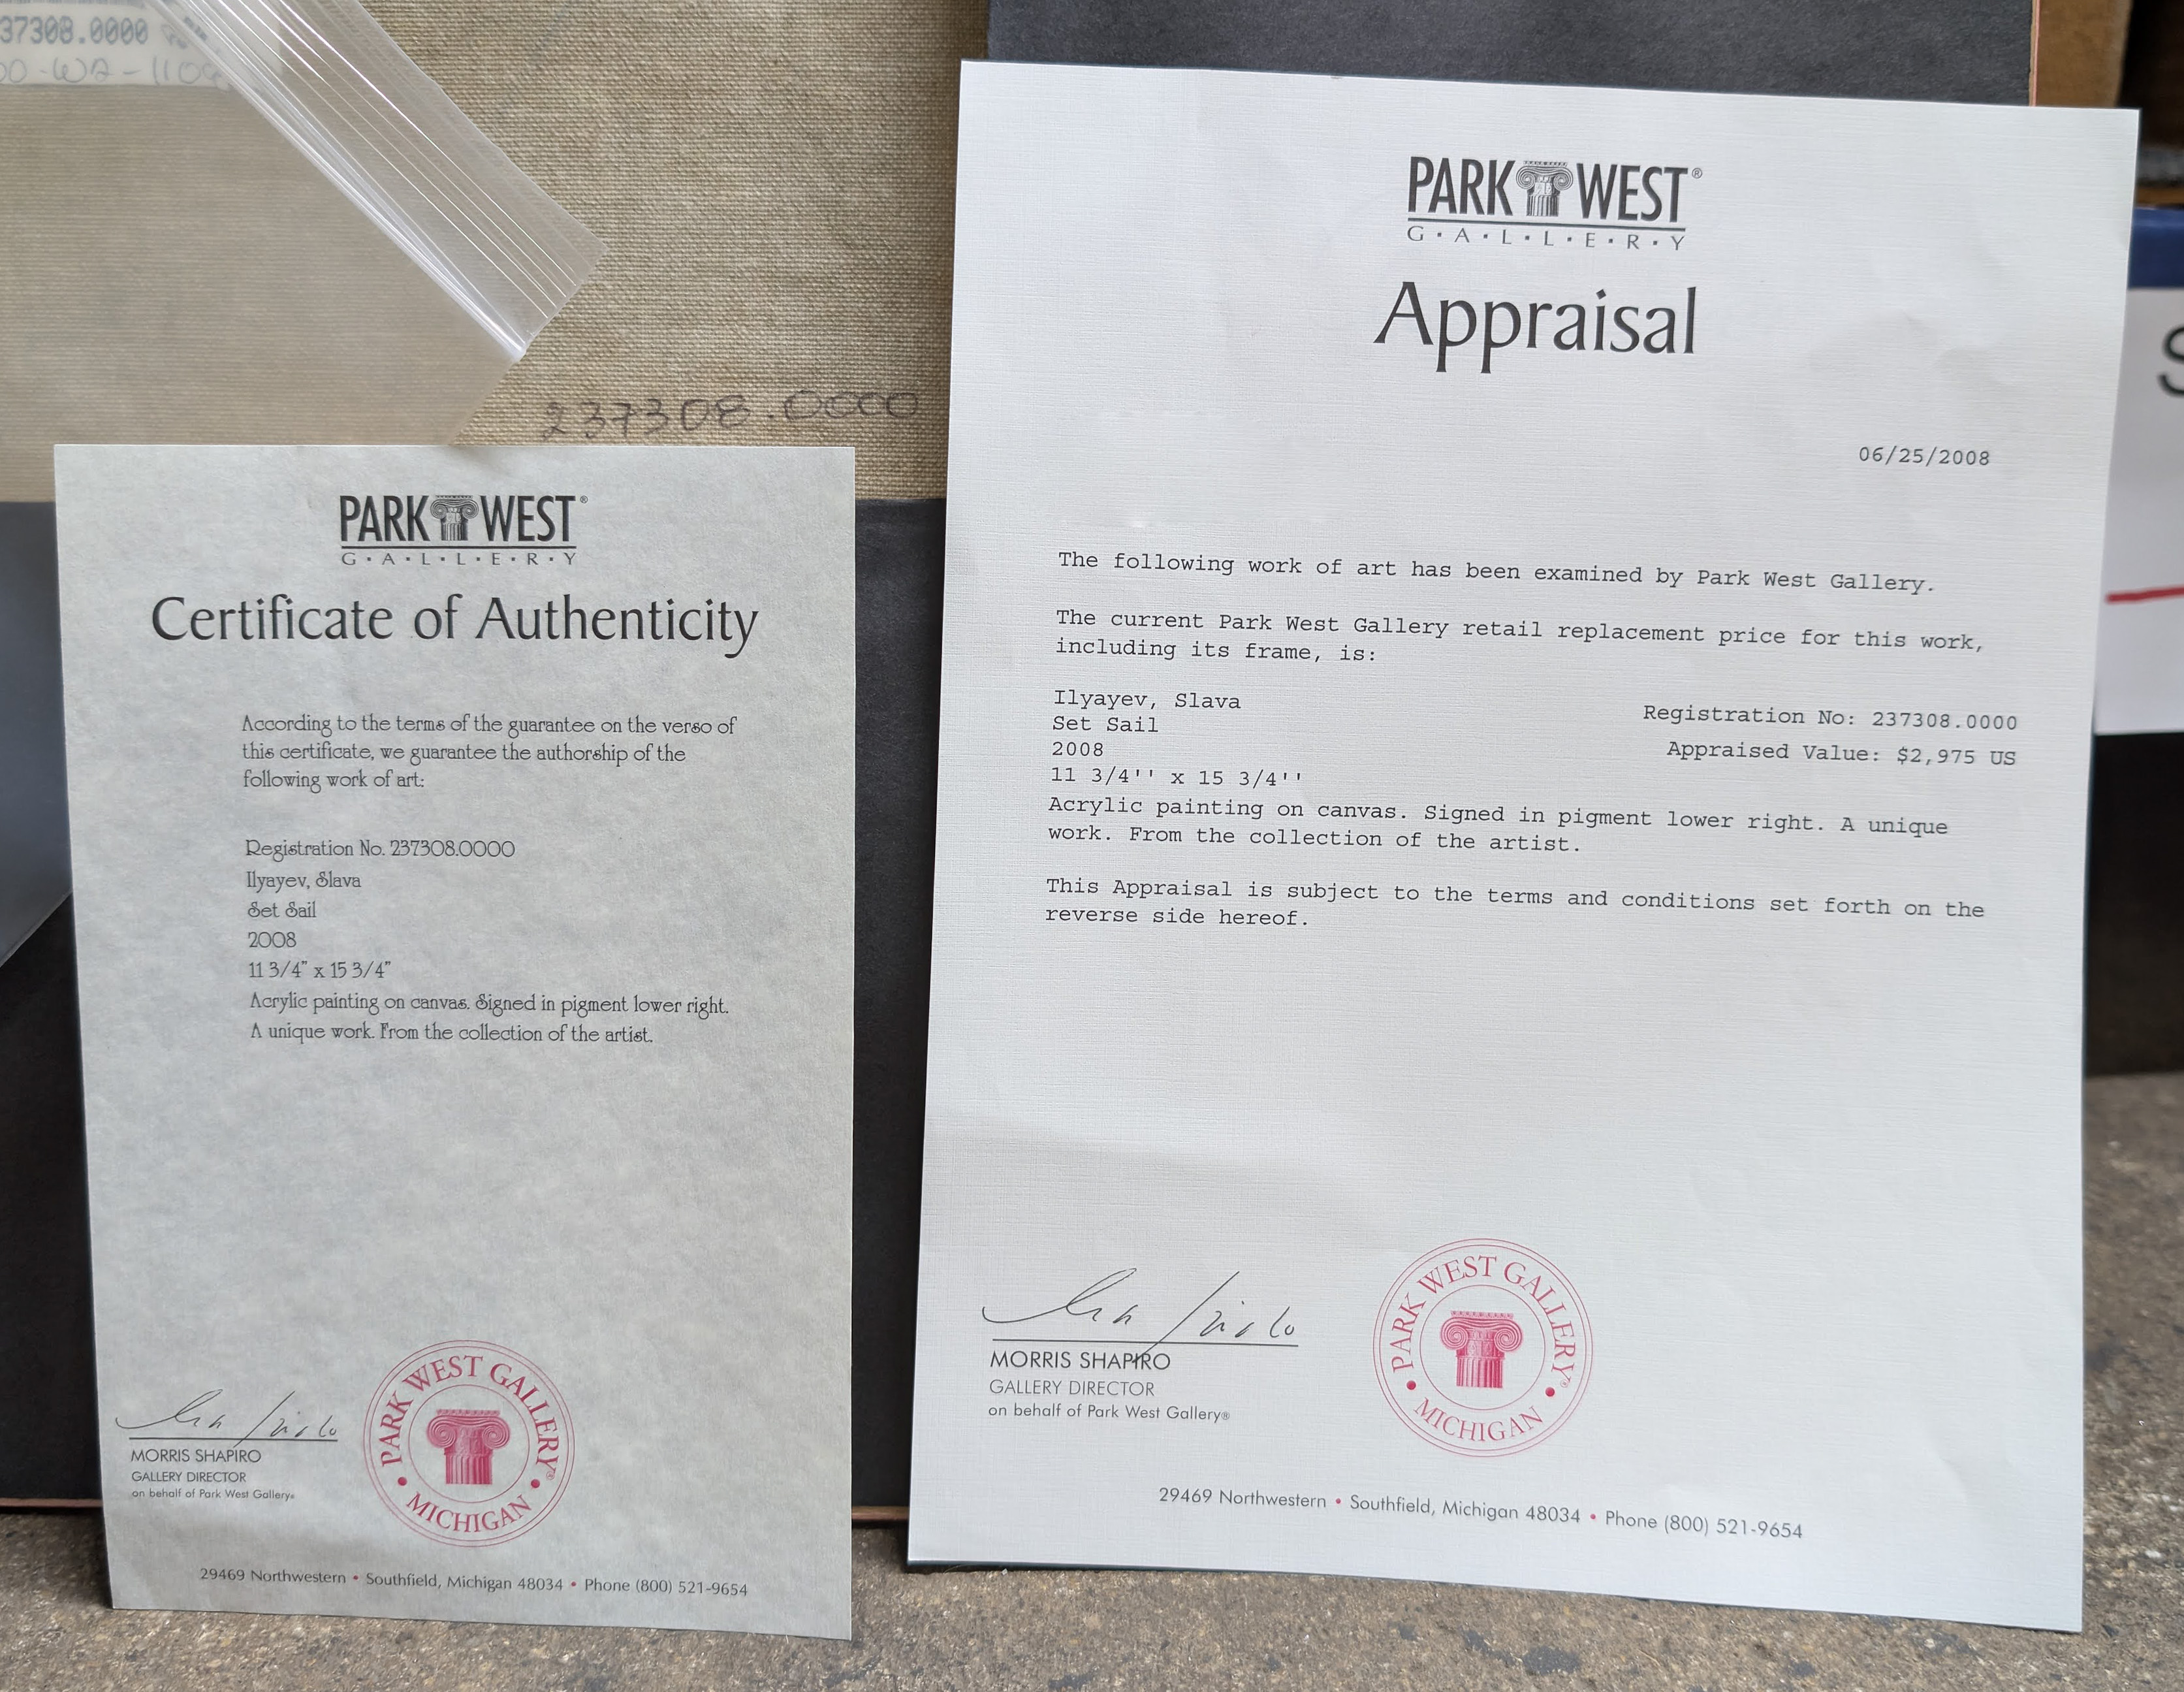 37308.0000
237308.0000
PARK WEST®
G·A·L·L·E·R·Y
Certificate of Authenticity
According to the terms of the guarantee on the verso of
this certificate, we guarantee the authorship of the
following work of art:
Registration No. 237308.0000
Ilyayev, Slava
Set Sail
2008
11 3/4" x 15 3/4"
Acrylic painting on canvas. Signed in pigment lower right.
A unique work. From the collection of the artist.
MORRIS SHAPIRO
GALLERY DIRECTOR
on behalf of Park West Gallery®
PARK WEST GALLERY®
• MICHIGAN •
29469 Northwestern • Southfield, Michigan 48034 • Phone (800) 521-9654
PARK WEST®
G·A·L·L·E·R·Y
Appraisal
06/25/2008
The following work of art has been examined by Park West Gallery.
The current Park West Gallery retail replacement price for this work,
including its frame, is:
Ilyayev, Slava
Set Sail
2008
11 3/4'' x 15 3/4''
Registration No: 237308.0000
Appraised Value: $2,975 US
Acrylic painting on canvas. Signed in pigment lower right. A unique
work. From the collection of the artist.
This Appraisal is subject to the terms and conditions set forth on the
reverse side hereof.
MORRIS SHAPIRO
GALLERY DIRECTOR
on behalf of Park West Gallery®
PARK WEST GALLERY®
• MICHIGAN •
29469 Northwestern • Southfield, Michigan 48034 • Phone (800) 521-9654
S